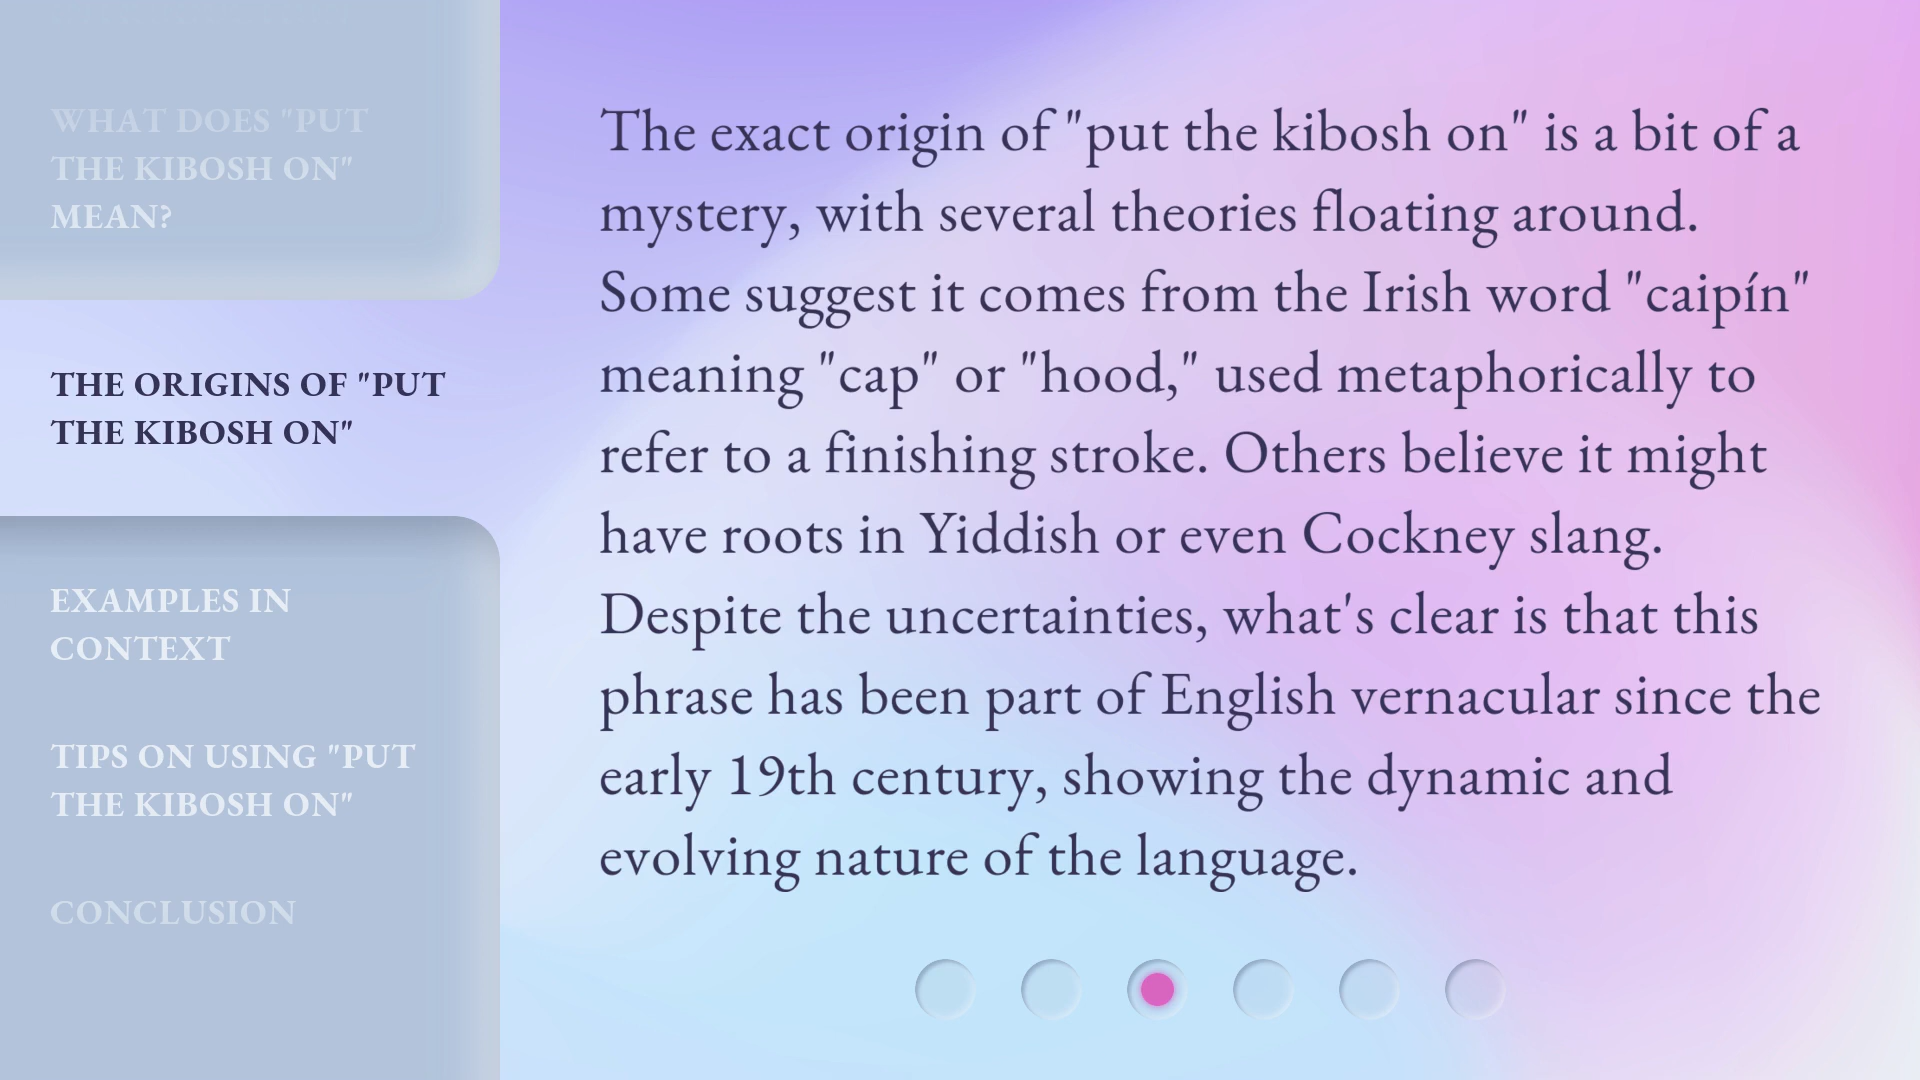 WHAT DOES "PUT
THE KIBOSH ON"
MEAN?
THE ORIGINS OF "PUT
THE KIBOSH ON"
EXAMPLES IN
CONTEXT
TIPS ON USING "PUT
THE KIBOSH ON"
CONCLUSION
The exact origin of "put the kibosh on" is a bit of a
mystery, with several theories floating around.
Some suggest it comes from the Irish word "caipín"
meaning "cap" or "hood," used metaphorically to
refer to a finishing stroke. Others believe it might
have roots in Yiddish or even Cockney slang.
Despite the uncertainties, what's clear is that this
phrase has been part of English vernacular since the
early 19th century, showing the dynamic and
evolving nature of the language.